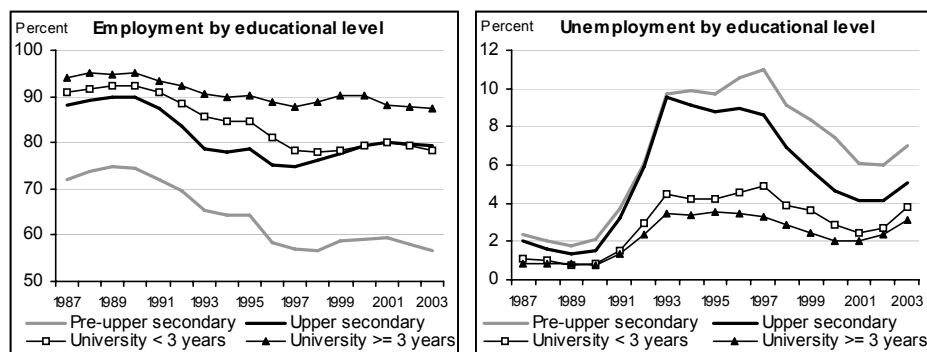 Percent Employment by educational level
100
90
80
70
60
50
1987 1989 1991 1993 1995 1997 1999 2001 2003
Pre-upper secondary Upper secondary
University < 3 years University >= 3 years
Percent Unemployment by educational level
12
10
8
6
4
2
0
1987 1989 1991 1993 1995 1997 1999 2001 2003
Pre-upper secondary Upper secondary
University < 3 years University >= 3 years